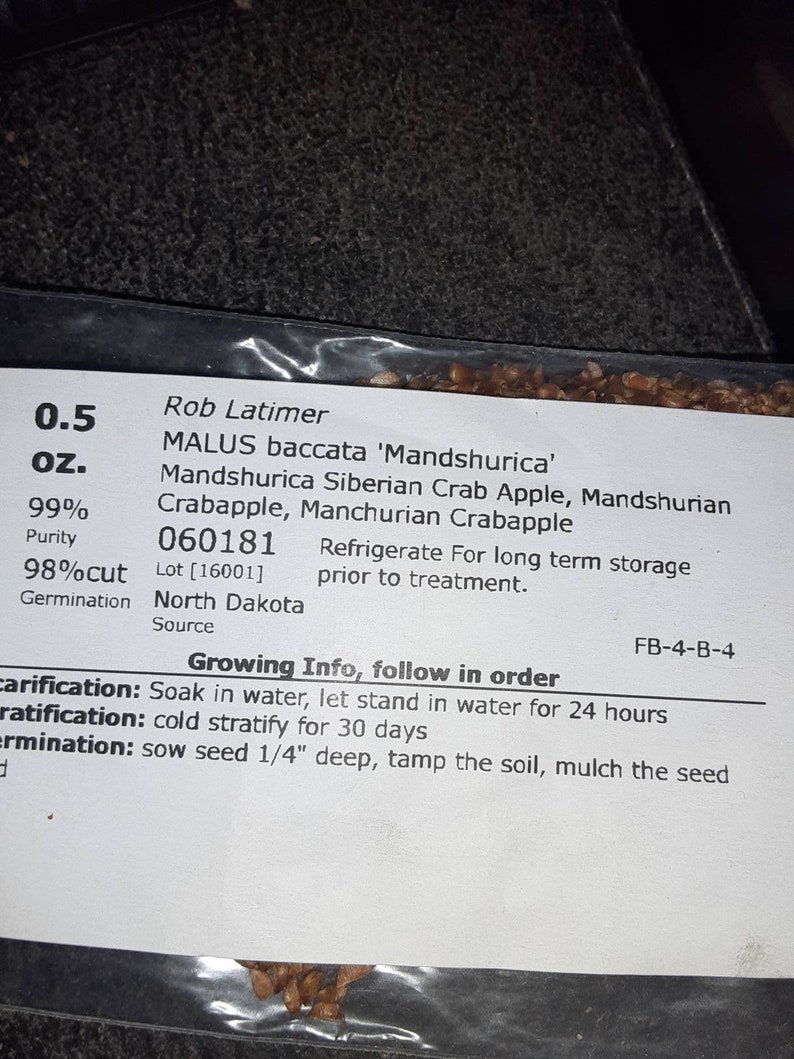 0.5
oz.
99%
Purity
98%cut
Germination
Rob Latimer
MALUS baccata 'Mandshurica'
Mandshurica Siberian Crab Apple, Mandshurian
Crabapple, Manchurian Crabapple
060181
Lot [16001]
North Dakota
Source
Refrigerate For long term storage
prior to treatment.
FB-4-B-4
Growing Info, follow in order
carification: Soak in water, let stand in water for 24 hours
ratification: cold stratify for 30 days
ermination: sow seed 1/4" deep, tamp the soil, mulch the seed
d